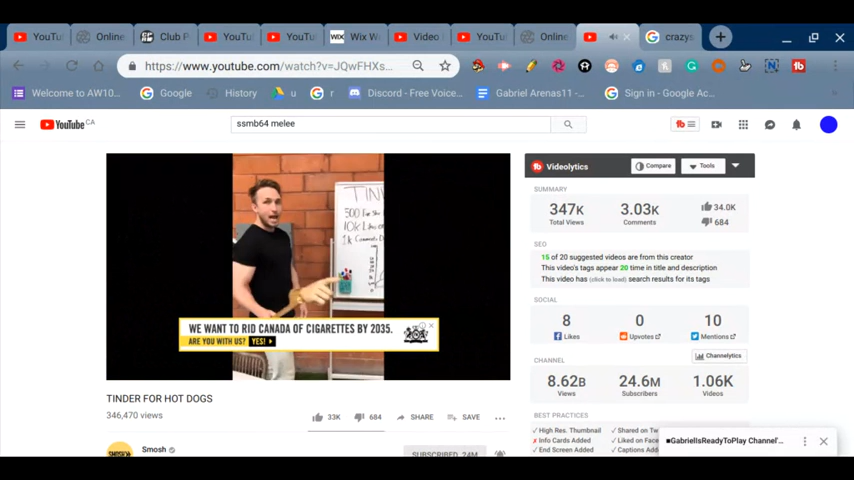 YouTu
Online
Club P
YouTu
YouTu
WIX
Wix W
Video
YouTu
Online
crazys
https://www.youtube.com/watch?v=JQwFHXs...
Welcome to AW10...
Google
History
u
r
Discord - Free Voice...
Gabriel Arenas11 -...
Sign in - Google Ac...
YouTube CA
ssmb64 melee
tb
TIN
WE WANT TO RID CANADA OF CIGARETTES BY 2035.
ARE YOU WITH US? YES!
TINDER FOR HOT DOGS
346,470 views
33K
684
SHARE
SAVE
...
Smosh
SUBSCRIBED 24M
Videolytics
Compare
Tools
SUMMARY
347K
Total Views
3.03K
Comments
34.0K
684
SEO
15 of 20 suggested videos are from this creator
This video's tags appear 20 time in title and description
This video has (click to load) search results for its tags
SOCIAL
8
Likes
0
Upvotes
10
Mentions
CHANNEL
Channelytics
8.62B
Views
24.6M
Subscribers
1.06K
Videos
BEST PRACTICES
✓ High Res. Thumbnail
✓ Shared on Tw
✗ Info Cards Added
✓ Liked on Face
✓ End Screen Added
✓ Captions Add
■GabrielIsReadyToPlay Channel'...